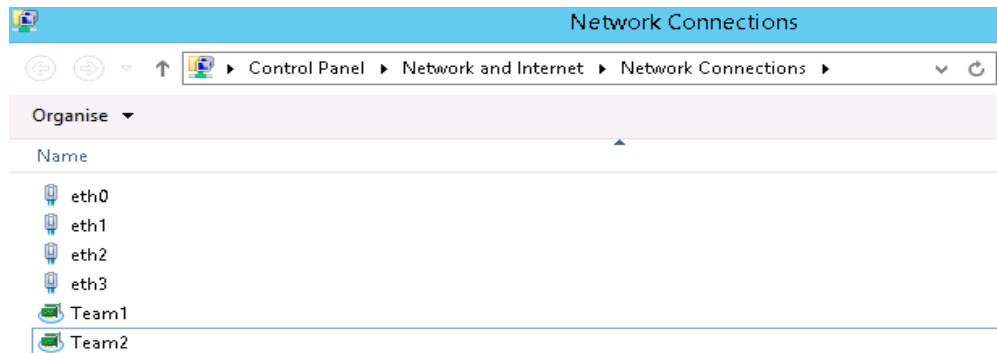 Network Connections
Control Panel Network and Internet Network Connections
Organise
Name
eth0
eth1
eth2
eth3
Team1
Team2